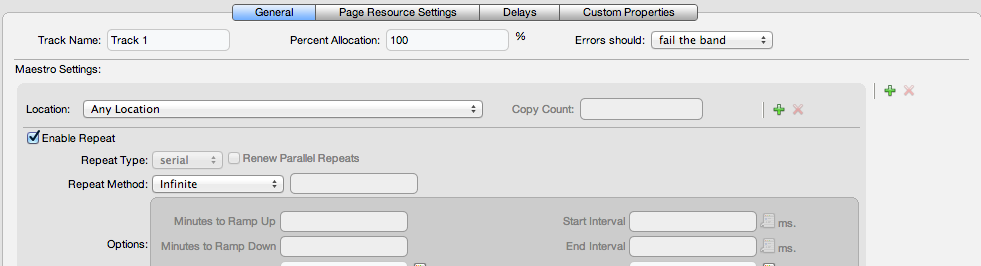 General Page Resource Settings Delays Custom Properties
Track Name: Track 1 Percent Allocation: 100 % Errors should: fail the band
Maestro Settings:
Location: Any Location Copy Count:
Enable Repeat
Repeat Type: serial Renew Parallel Repeats
Repeat Method: Infinite
Minutes to Ramp Up Start Interval ms.
Options: Minutes to Ramp Down End Interval ms.